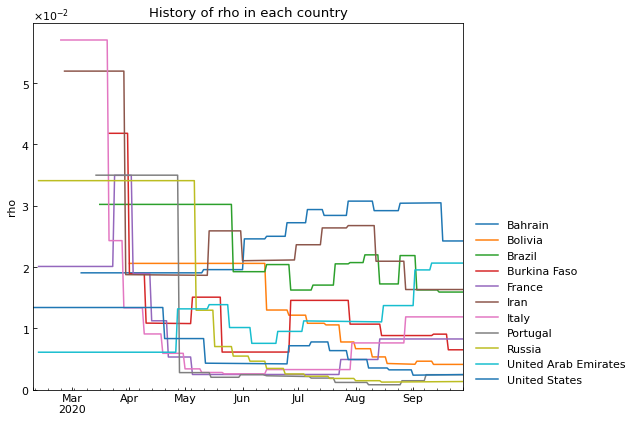 History of rho in each country
×10⁻²
5
4
3
2
1
0
rho
Mar
2020
Apr
May
Jun
Jul
Aug
Sep
Bahrain
Bolivia
Brazil
Burkina Faso
France
Iran
Italy
Portugal
Russia
United Arab Emirates
United States